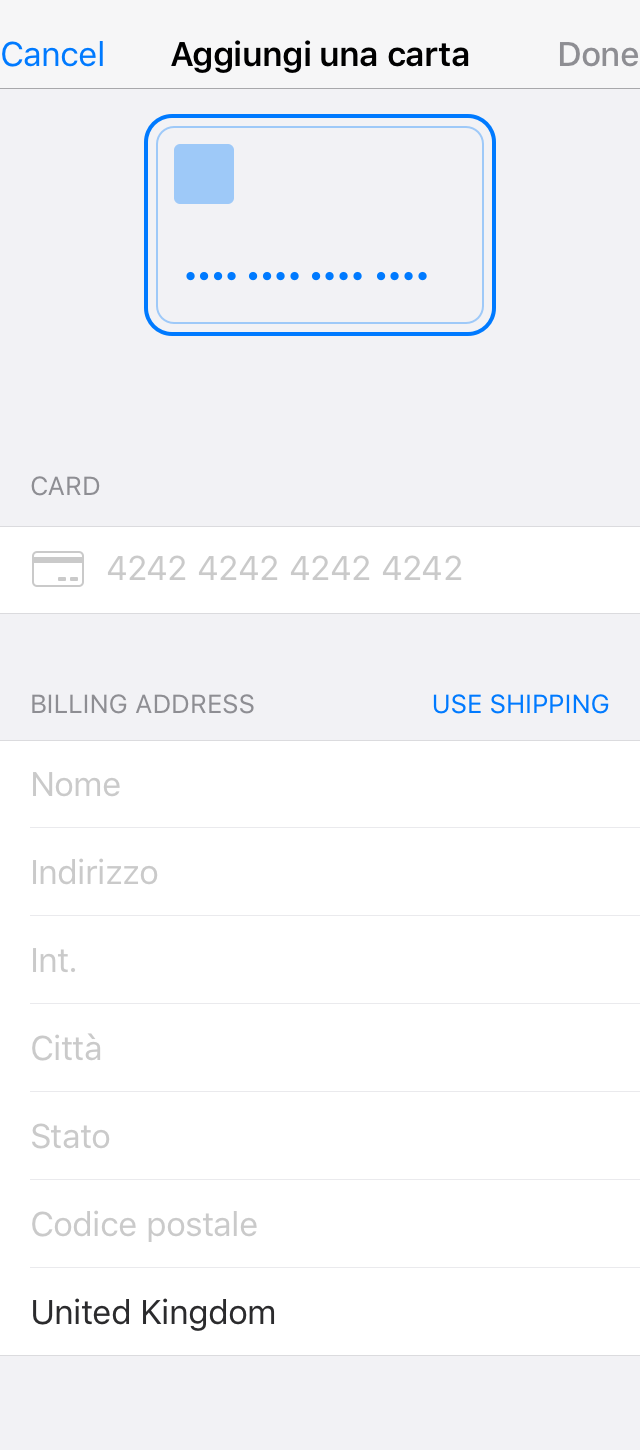 Cancel Aggiungi una carta Done
•••• •••• •••• ••••
CARD
4242 4242 4242 4242
BILLING ADDRESS USE SHIPPING
Nome
Indirizzo
Int.
Città
Stato
Codice postale
United Kingdom